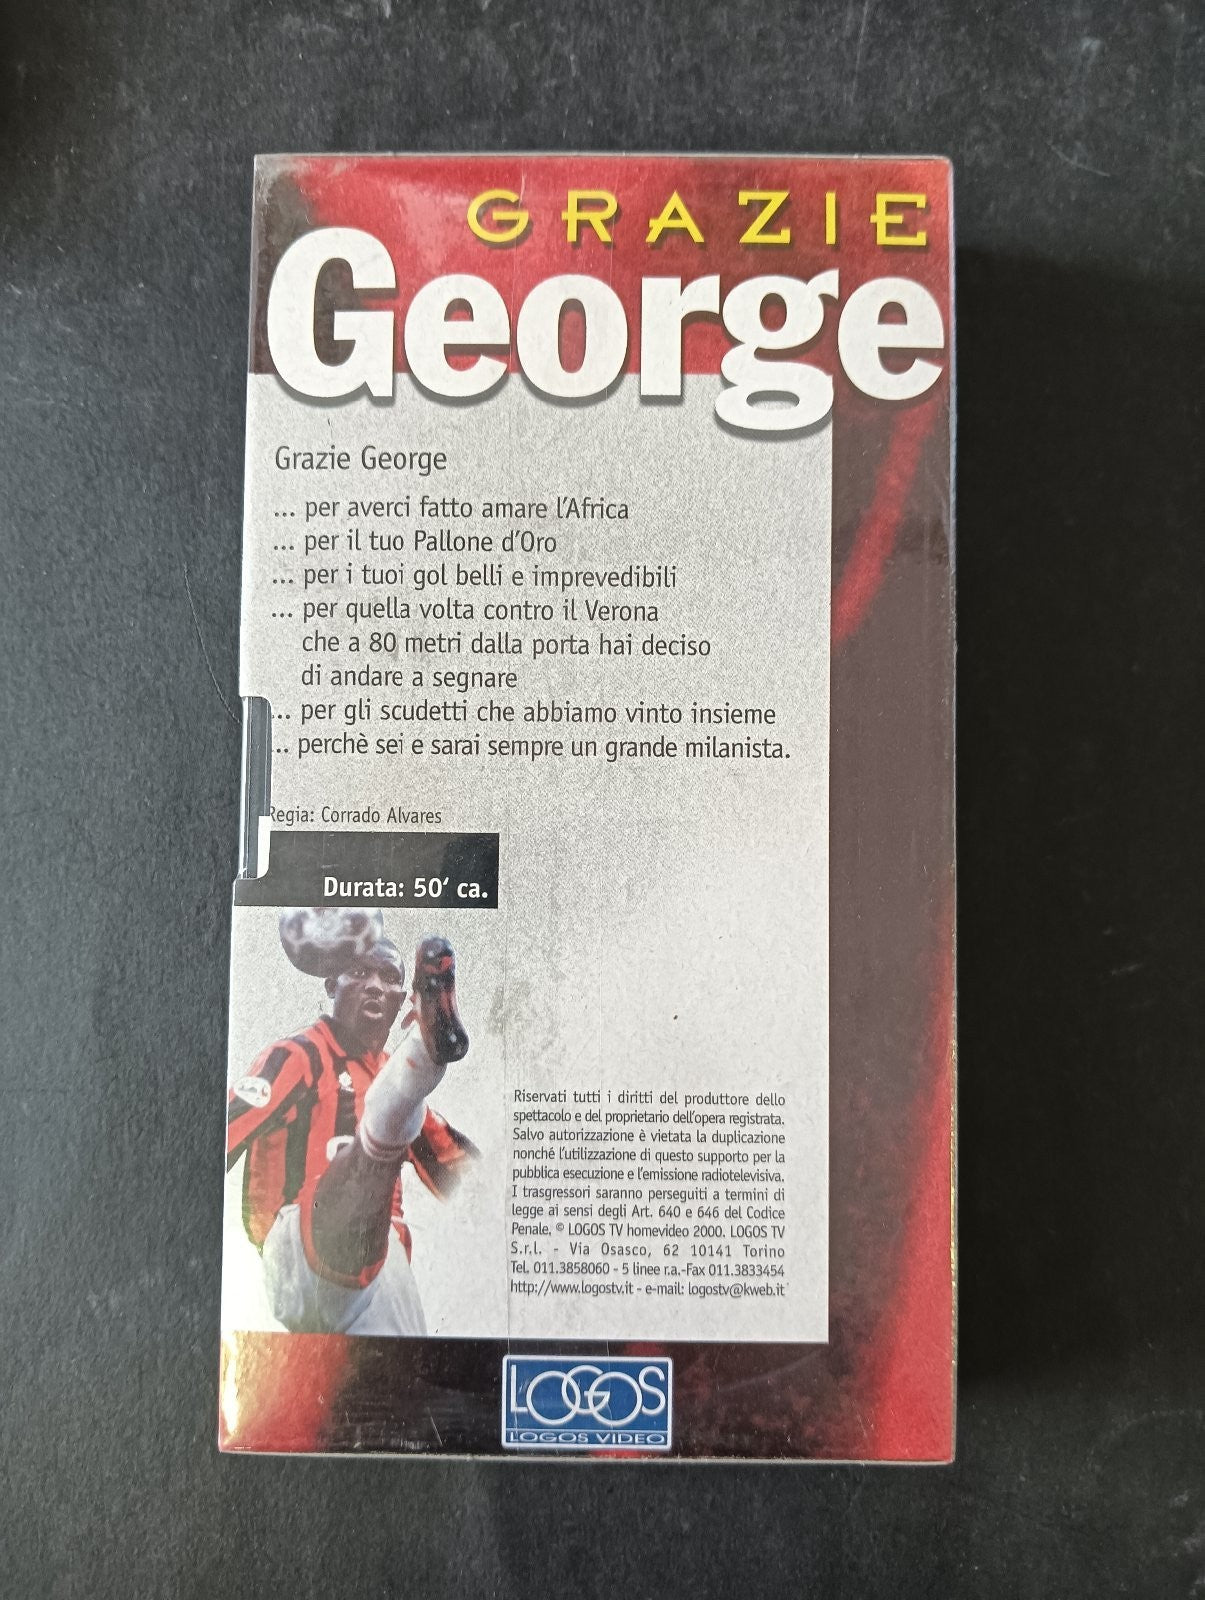 GRAZIE
George
Grazie George
... per averci fatto amare l'Africa
... per il tuo Pallone d'Oro
... per i tuoi gol belli e imprevedibili
... per quella volta contro il Verona
che a 80 metri dalla porta hai deciso
di andare a segnare
... per gli scudetti che abbiamo vinto insieme
... perchè sei e sarai sempre un grande milanista.
Regia: Corrado Alvares
Durata: 50' ca.
Riservati tutti i diritti del produttore dello
spettacolo e del proprietario dell'opera registrata.
Salvo autorizzazione è vietata la duplicazione
nonché l'utilizzazione di questo supporto per la
pubblica esecuzione e l'emissione radiotelevisiva.
I trasgressori saranno perseguiti a termini di
legge ai sensi degli Art. 640 e 646 del Codice
Penale. © LOGOS TV homevideo 2000. LOGOS TV
S.r.l. - Via Osasco, 62 10141 Torino
Tel. 011.3858060 - 5 linee r.a.-Fax 011.3833454
http://www.logostv.it - e-mail: logostv@kweb.it
LOGOS
LOGOS VIDEO